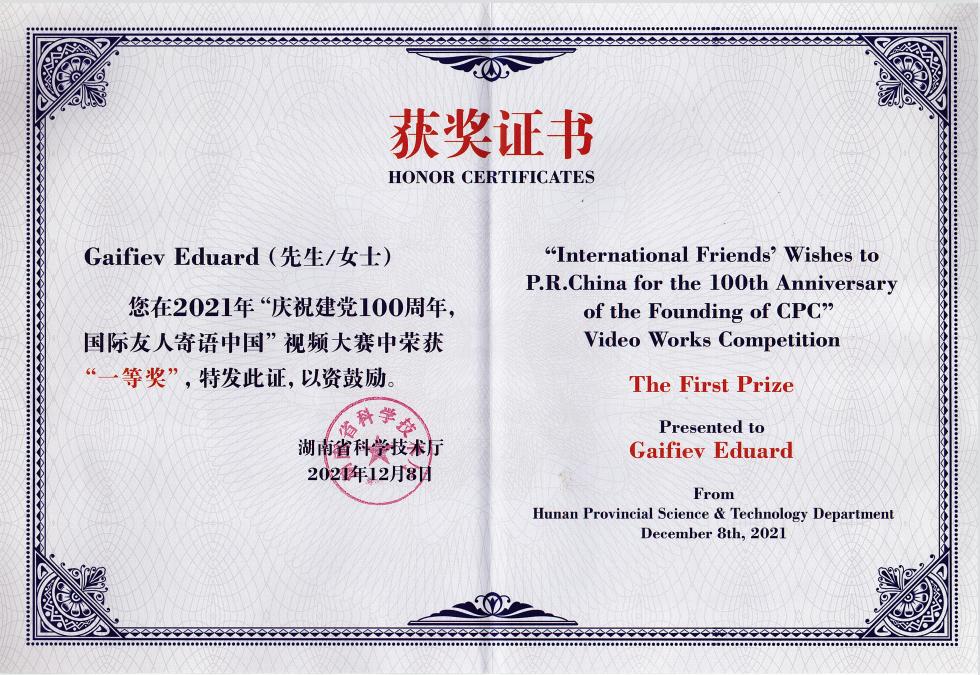 获奖证书
HONOR CERTIFICATES
Gaifiev Eduard（先生/女士）
您在2021年“庆祝建党100周年，
国际友人寄语中国”视频大赛中荣获
“一等奖”，特发此证，以资鼓励。
湖南省科学技术厅
2021年12月8日
“International Friends’ Wishes to
P.R.China for the 100th Anniversary
of the Founding of CPC”
Video Works Competition
The First Prize
Presented to
Gaifiev Eduard
From
Hunan Provincial Science & Technology Department
December 8th, 2021